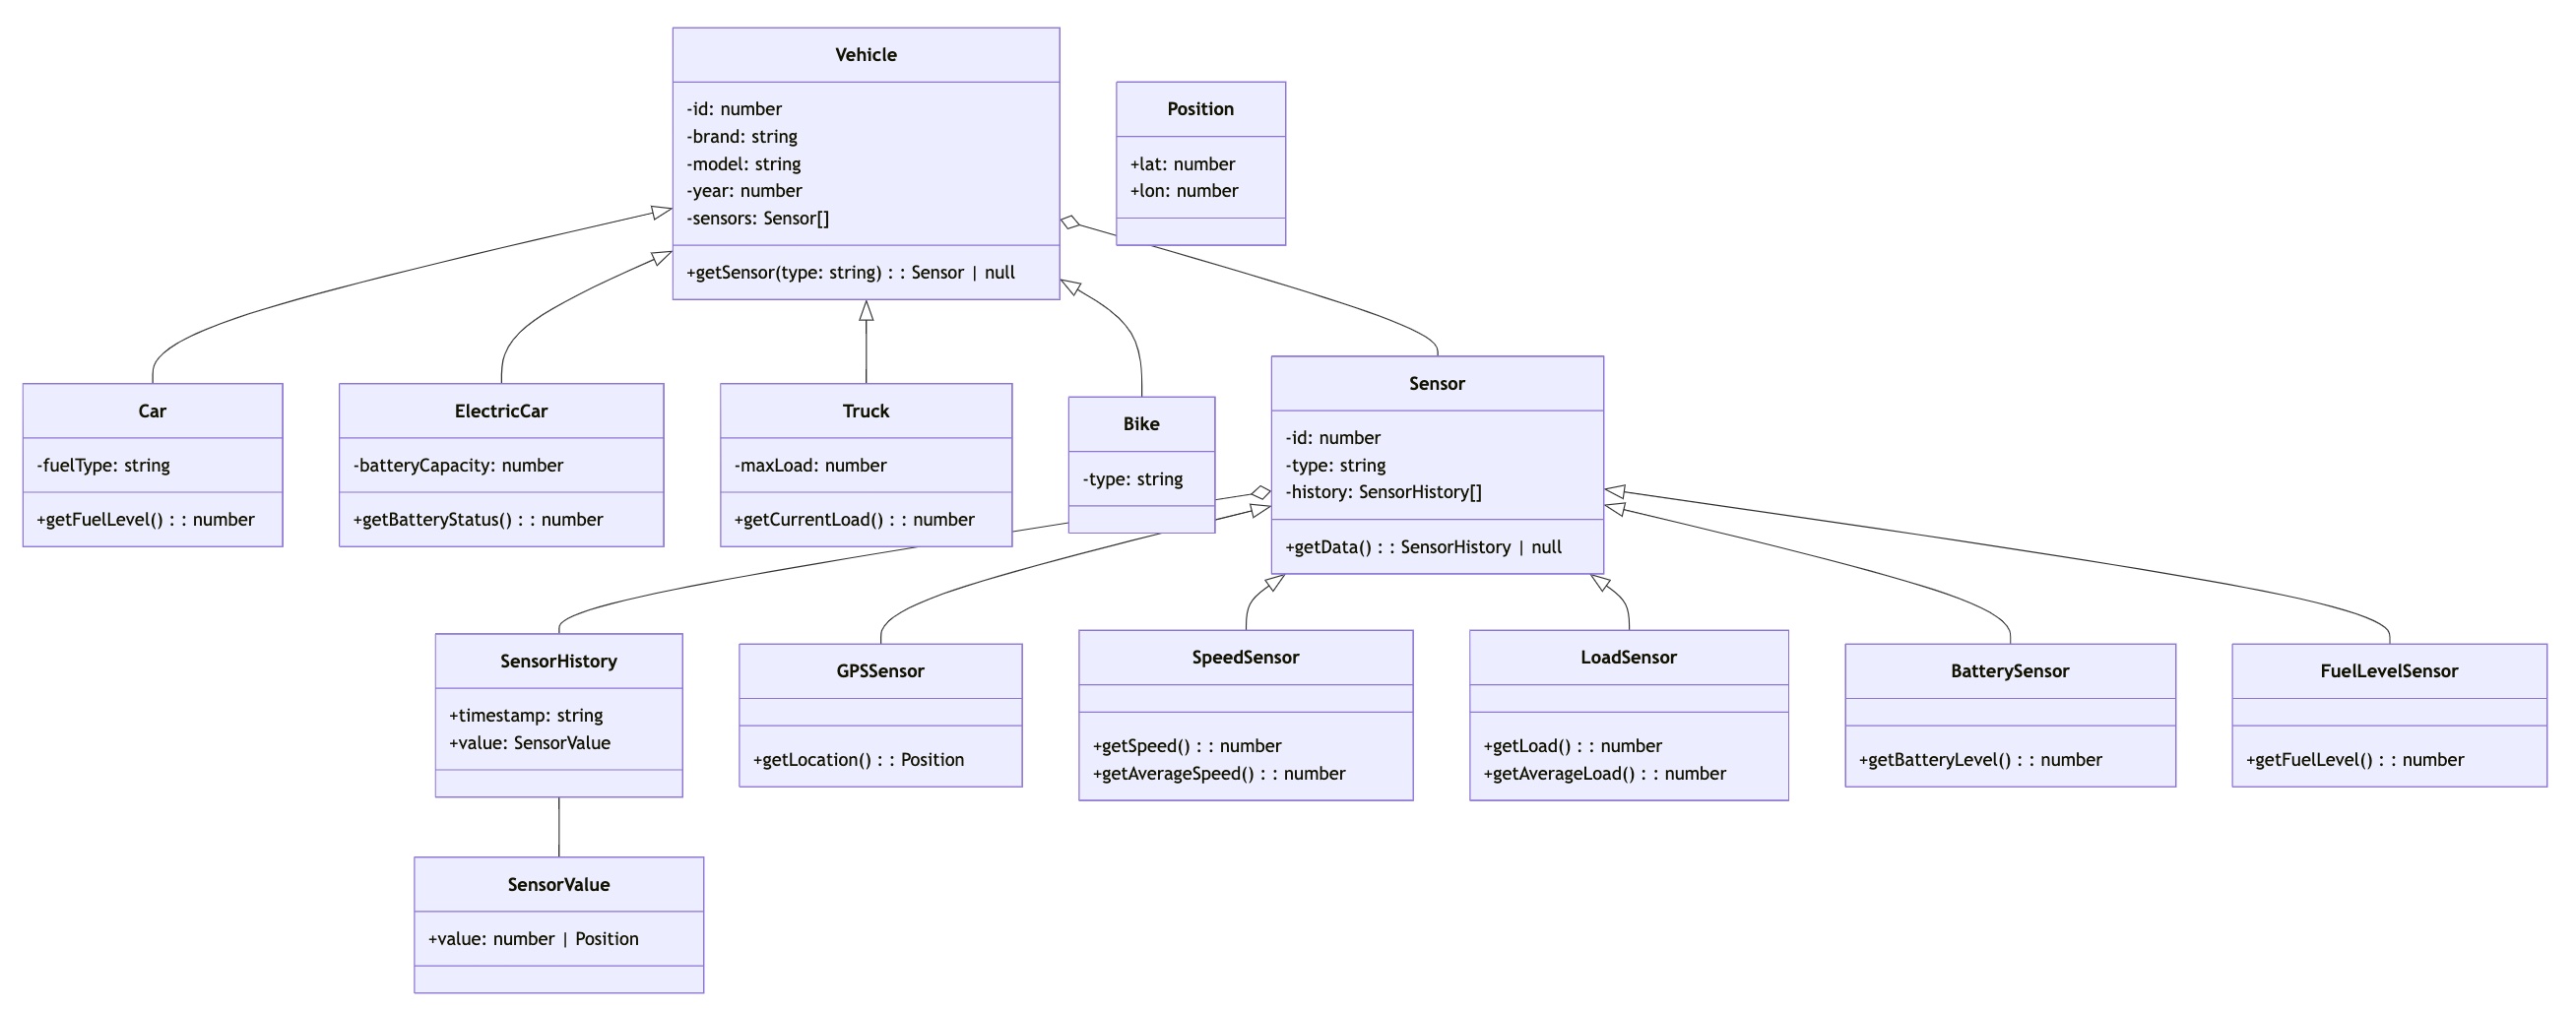 Vehicle
-id: number
-brand: string
-model: string
-year: number
-sensors: Sensor[]
+getSensor(type: string) : : Sensor | null
Position
+lat: number
+lon: number
Car
-fuelType: string
+getFuelLevel() : : number
ElectricCar
-batteryCapacity: number
+getBatteryStatus() : : number
Truck
-maxLoad: number
+getCurrentLoad() : : number
Bike
-type: string
Sensor
-id: number
-type: string
-history: SensorHistory[]
+getData() : : SensorHistory | null
SensorHistory
+timestamp: string
+value: SensorValue
GPSSensor
+getLocation() : : Position
SpeedSensor
+getSpeed() : : number
+getAverageSpeed() : : number
LoadSensor
+getLoad() : : number
+getAverageLoad() : : number
BatterySensor
+getBatteryLevel() : : number
FuelLevelSensor
+getFuelLevel() : : number
SensorValue
+value: number | Position